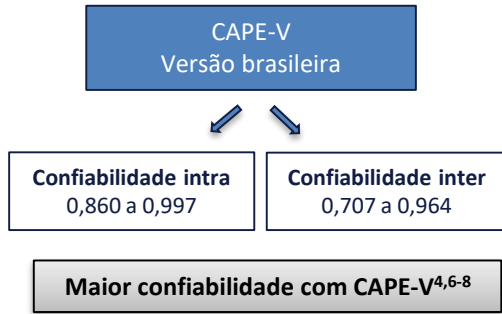 CAPE-V
Versão brasileira
Confiabilidade intra
0,860 a 0,997
Confiabilidade inter
0,707 a 0,964
Maior confiabilidade com CAPE-V4,6-8